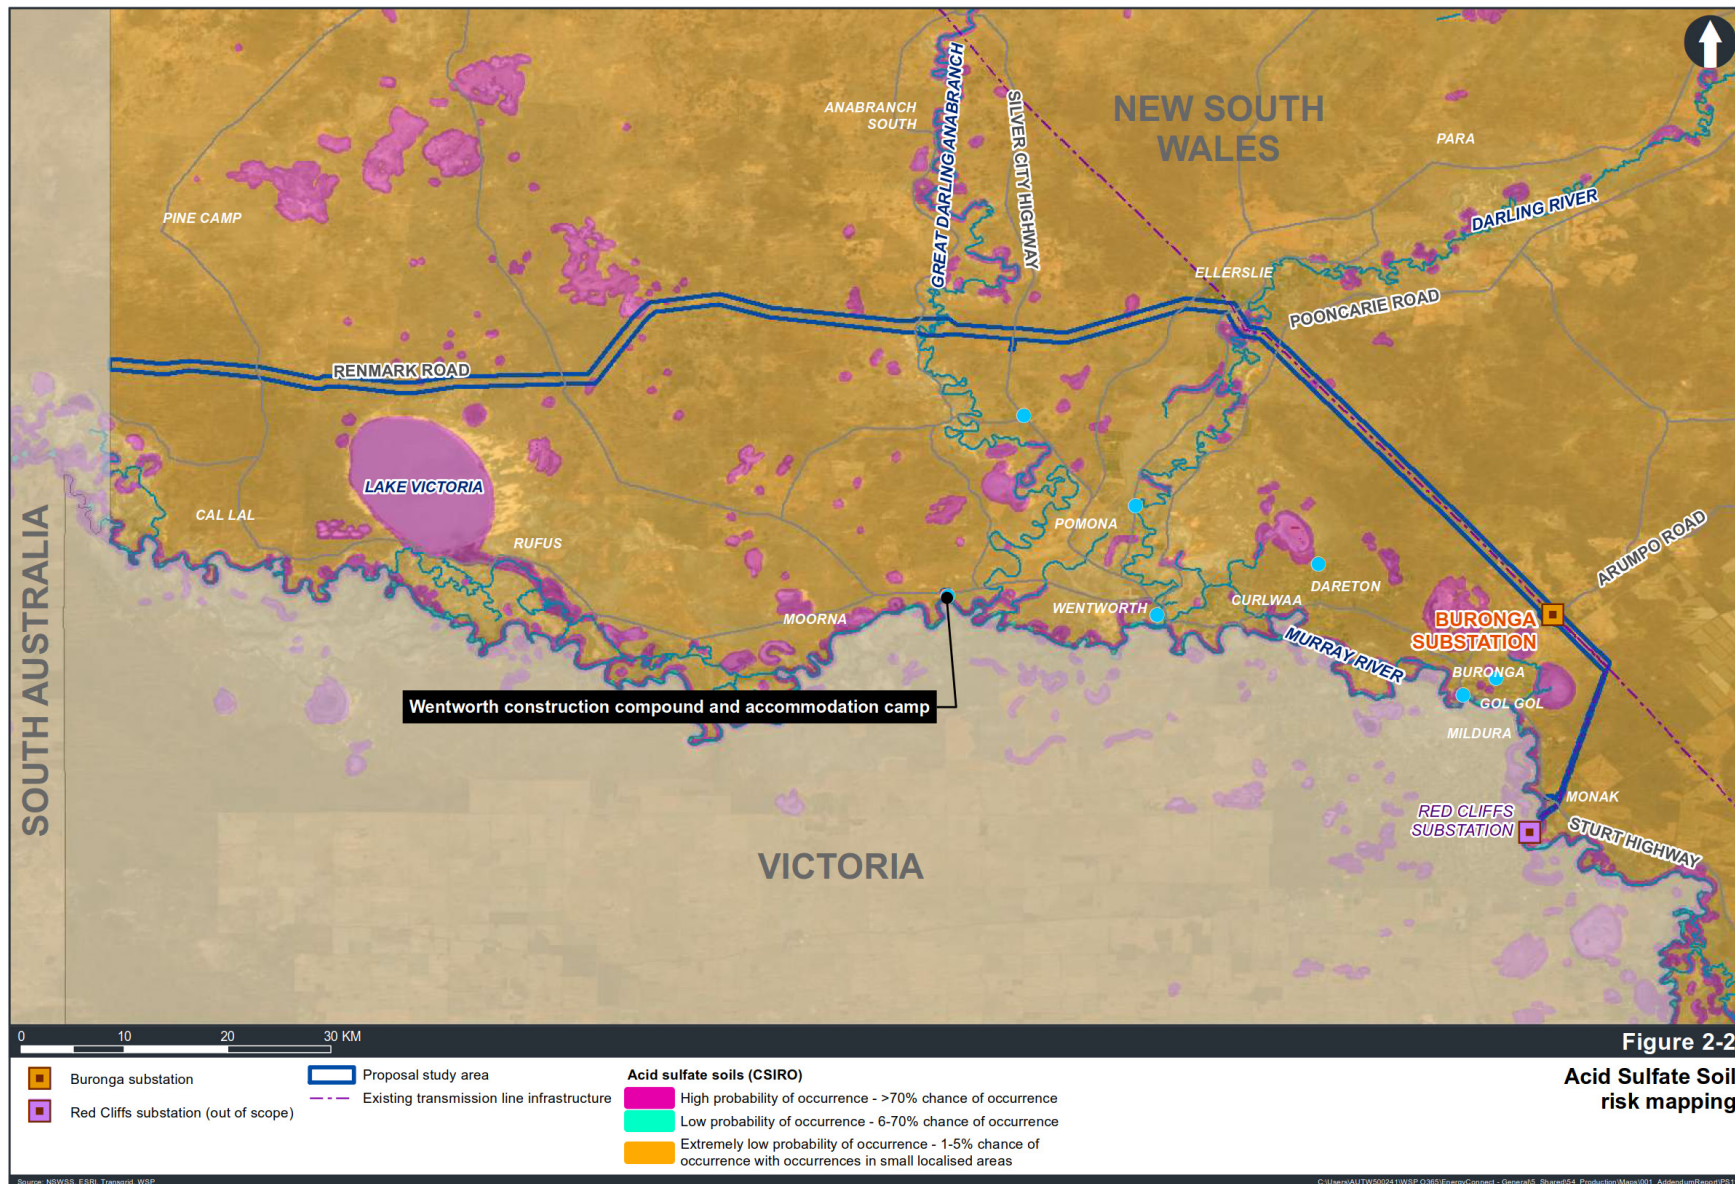 ANABRANCH
SOUTH
GREAT DARLING ANABRANCH
SILVER CITY HIGHWAY
NEW SOUTH
WALES
PARA
PINE CAMP
DARLING RIVER
ELLERSLIE
POONCARIE ROAD
RENMARK ROAD
LAKE VICTORIA
CAL LAL
RUFUS
POMONA
ARUMPO ROAD
DARETON
CURLWAA
WENTWORTH
MOORNA
BURONGA
SUBSTATION
MURRAY RIVER
BURONGA
GOL GOL
MILDURA
Wentworth construction compound and accommodation camp
SOUTH AUSTRALIA
MONAK
RED CLIFFS
SUBSTATION
STURT HIGHWAY
VICTORIA
0 10 20 30 KM
Figure 2-2
Acid Sulfate Soil
risk mapping
Buronga substation
Red Cliffs substation (out of scope)
Proposal study area
Existing transmission line infrastructure
Acid sulfate soils (CSIRO)
High probability of occurrence - >70% chance of occurrence
Low probability of occurrence - 6-70% chance of occurrence
Extremely low probability of occurrence - 1-5% chance of
occurrence with occurrences in small localised areas
Source: NSWSS, ESRI, Transgrid, WSP